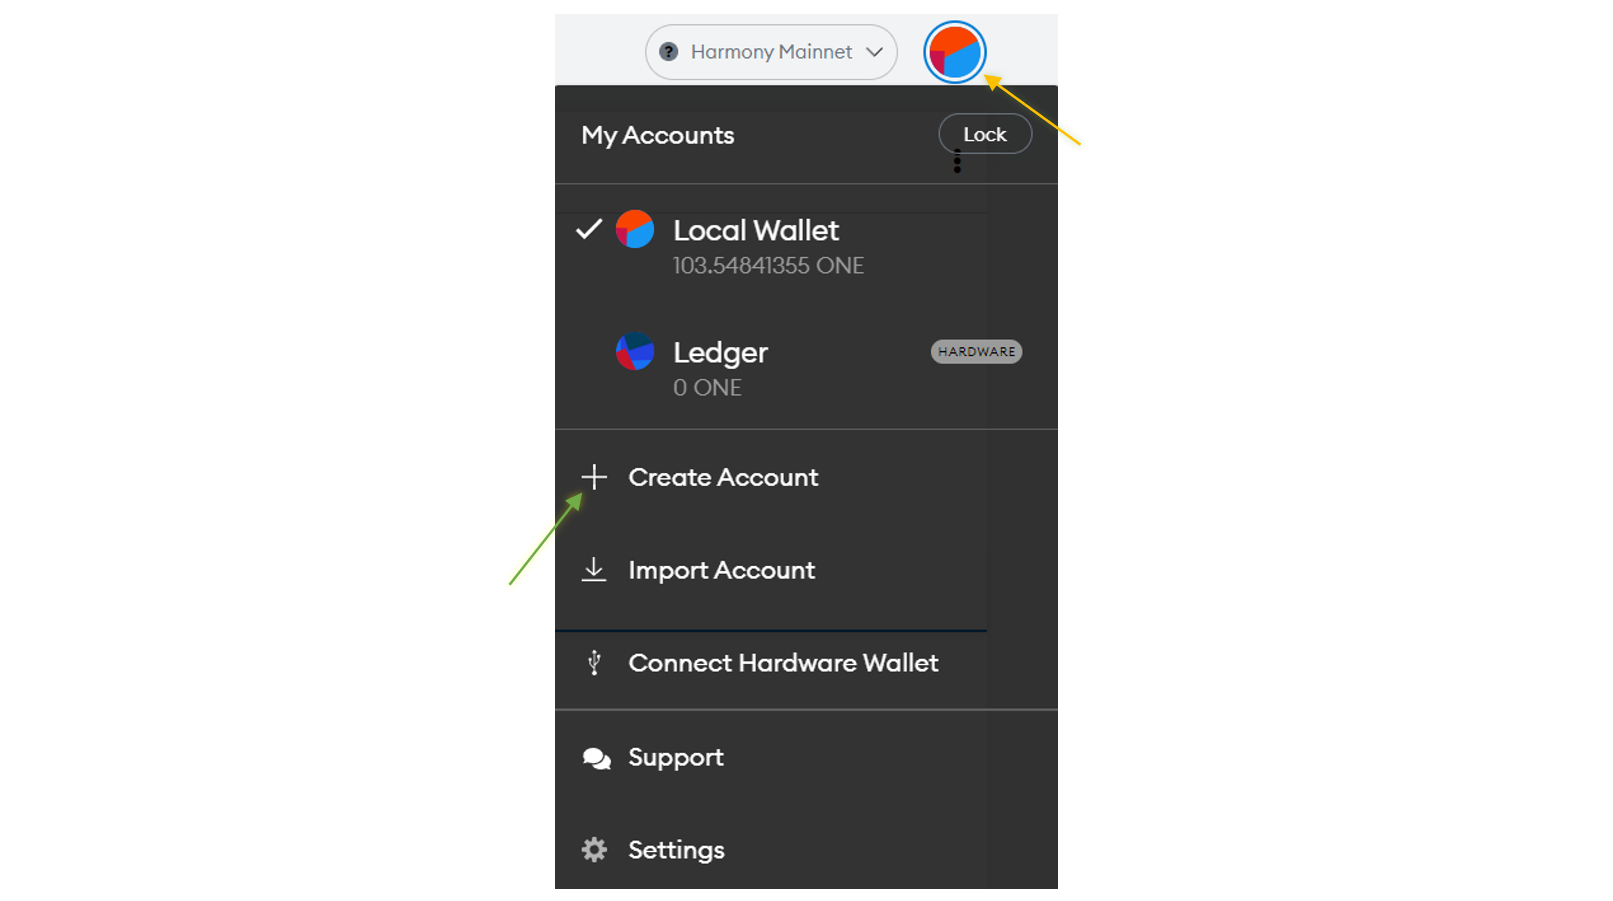 ? Harmony Mainnet
My Accounts
Lock
Local Wallet
103.54841355 ONE
Ledger
HARDWARE
0 ONE
Create Account
Import Account
Connect Hardware Wallet
Support
Settings